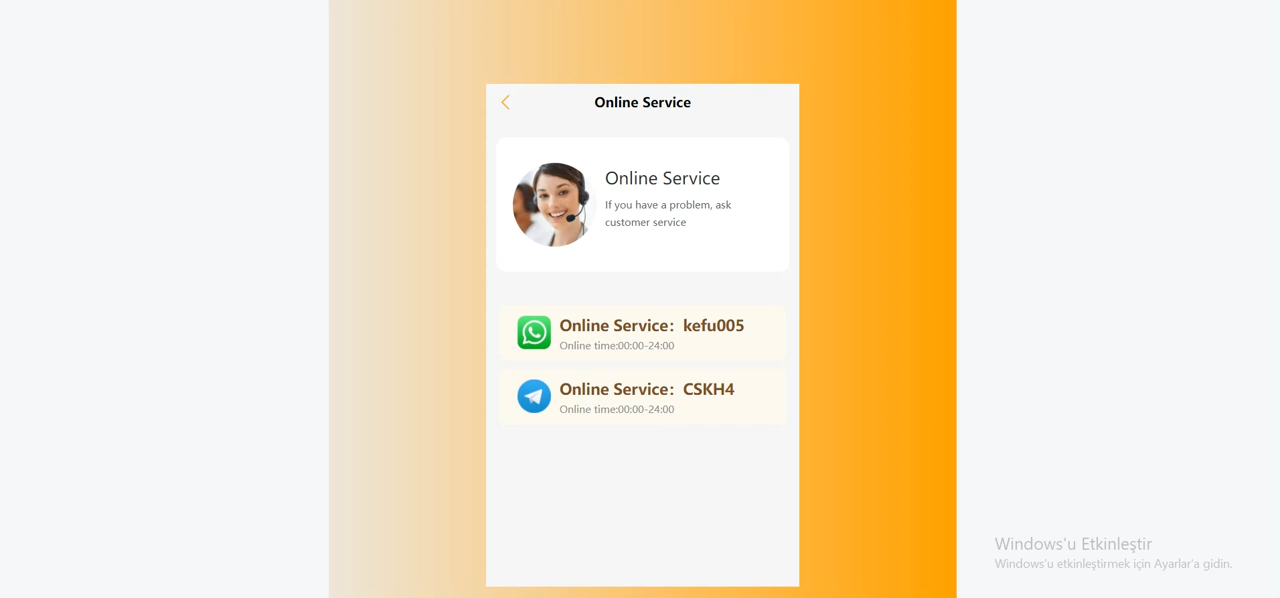 Online Service
Online Service
If you have a problem, ask
customer service
Online Service：kefu005
Online time:00:00-24:00
Online Service：CSKH4
Online time:00:00-24:00
Windows'u Etkinleştir
Windows'u etkinleştirmek için Ayarlar'a gidin.